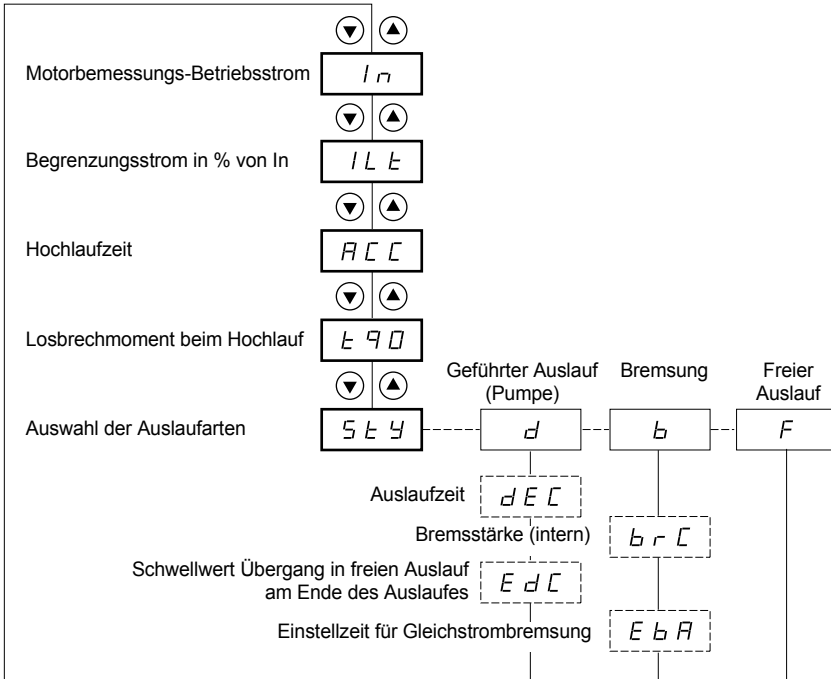 Motorbemessungs-Betriebsstrom
In
Begrenzungsstrom in % von In
ILt
Hochlaufzeit
ACC
Losbrechmoment beim Hochlauf
tq0
Geführter Auslauf
(Pumpe)
Bremsung
Freier
Auslauf
Auswahl der Auslaufarten
StY
d
b
F
Auslaufzeit
dEC
Bremsstärke (intern)
brC
Schwellwert Übergang in freien Auslauf
am Ende des Auslaufes
EdC
Einstellzeit für Gleichstrombremsung
EbA